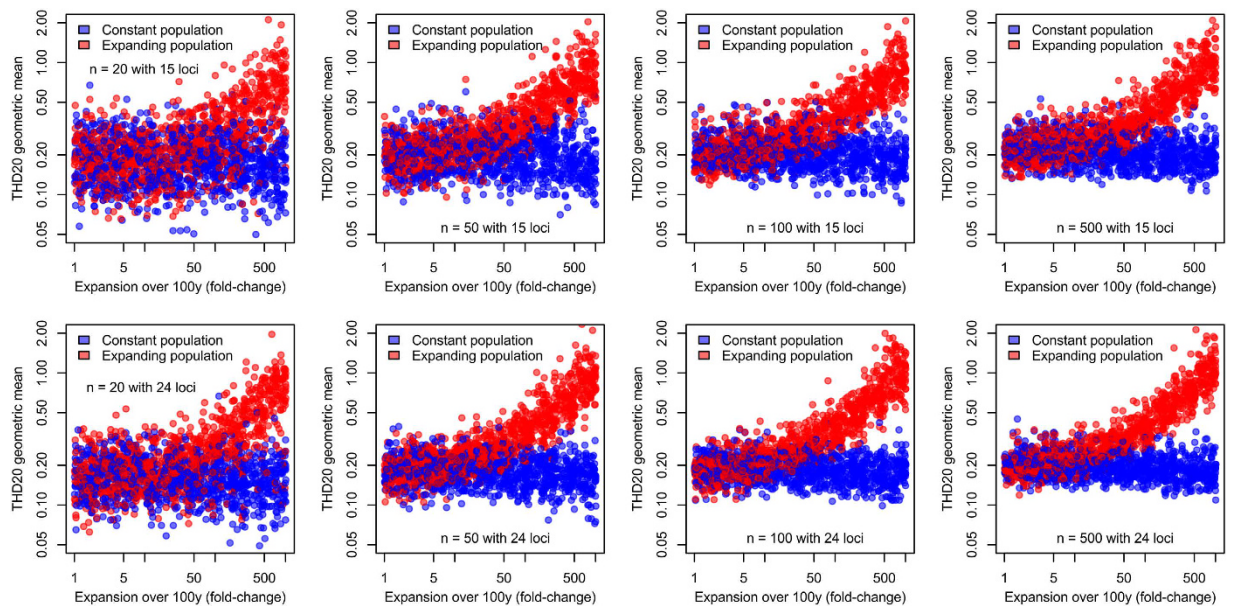 2.00
1.00
0.50
0.20
0.10
0.05
THD20 geometric mean
Constant population
Expanding population
n = 20 with 15 loci
1
5
50
500
Expansion over 100y (fold-change)
2.00
1.00
0.50
0.20
0.10
0.05
THD20 geometric mean
Constant population
Expanding population
n = 50 with 15 loci
1
5
50
500
Expansion over 100y (fold-change)
2.00
1.00
0.50
0.20
0.10
0.05
THD20 geometric mean
Constant population
Expanding population
n = 100 with 15 loci
1
5
50
500
Expansion over 100y (fold-change)
2.00
1.00
0.50
0.20
0.10
0.05
THD20 geometric mean
Constant population
Expanding population
n = 500 with 15 loci
1
5
50
500
Expansion over 100y (fold-change)
2.00
1.00
0.50
0.20
0.10
0.05
THD20 geometric mean
Constant population
Expanding population
n = 20 with 24 loci
1
5
50
500
Expansion over 100y (fold-change)
2.00
1.00
0.50
0.20
0.10
0.05
THD20 geometric mean
Constant population
Expanding population
n = 50 with 24 loci
1
5
50
500
Expansion over 100y (fold-change)
2.00
1.00
0.50
0.20
0.10
0.05
THD20 geometric mean
Constant population
Expanding population
n = 100 with 24 loci
1
5
50
500
Expansion over 100y (fold-change)
2.00
1.00
0.50
0.20
0.10
0.05
THD20 geometric mean
Constant population
Expanding population
n = 500 with 24 loci
1
5
50
500
Expansion over 100y (fold-change)